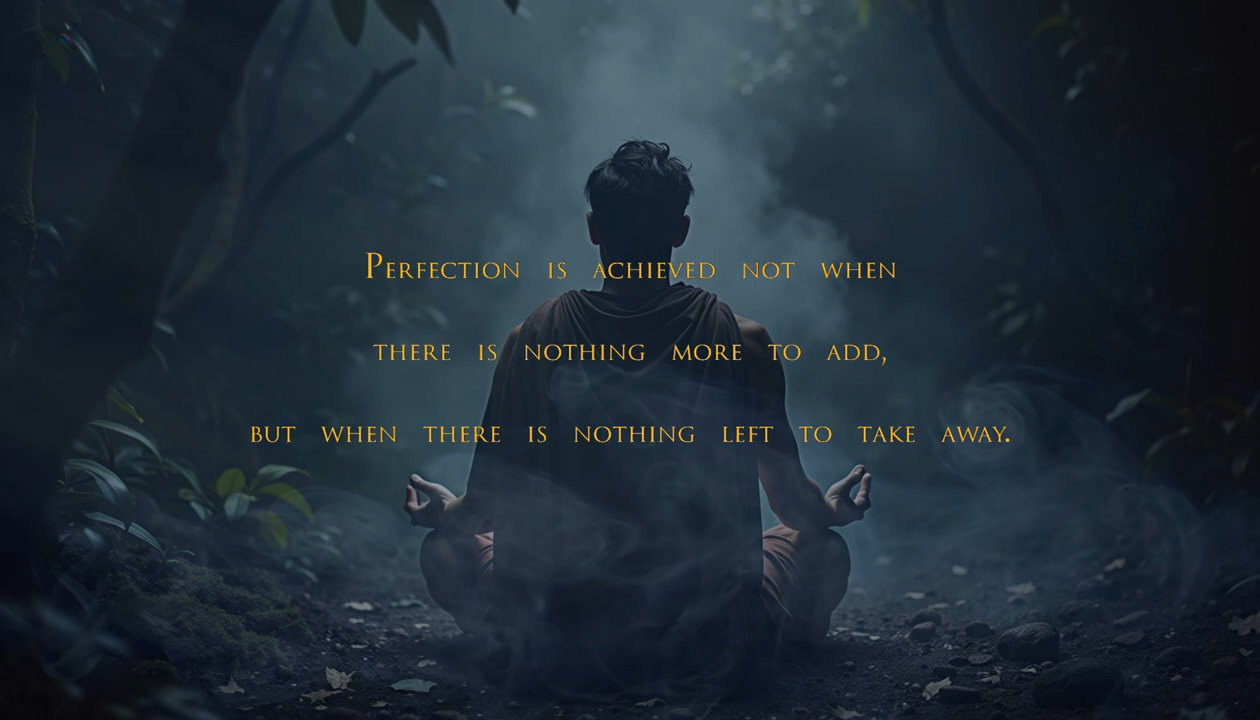 Perfection is achieved not when
there is nothing more to add,
but when there is nothing left to take away.